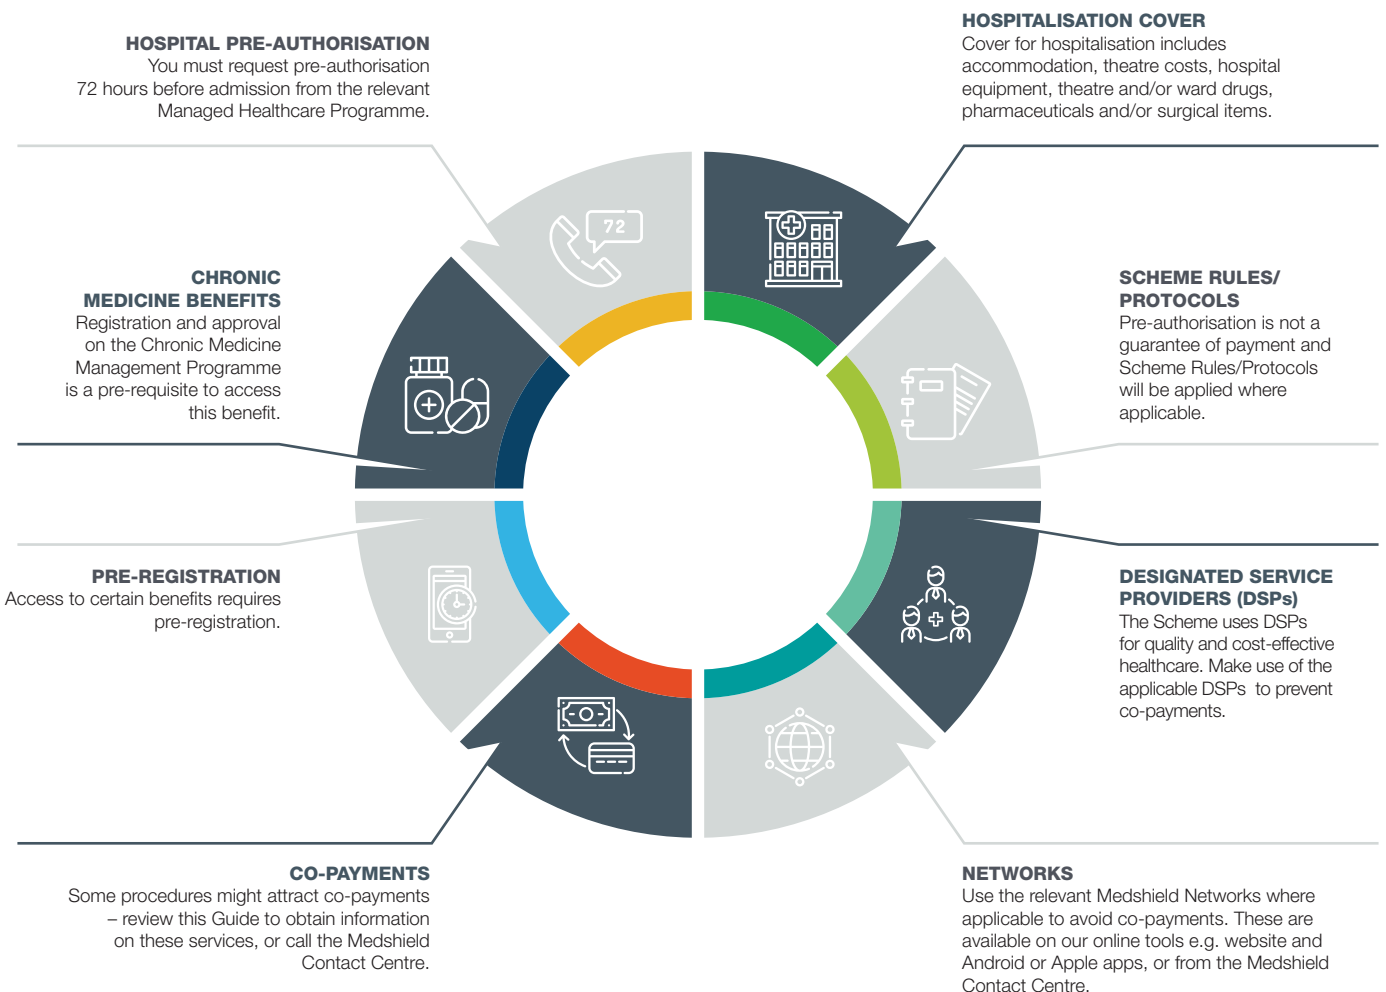 HOSPITAL PRE-AUTHORISATION
You must request pre-authorisation
72 hours before admission from the relevant
Managed Healthcare Programme.
HOSPITALISATION COVER
Cover for hospitalisation includes
accommodation, theatre costs, hospital
equipment, theatre and/or ward drugs,
pharmaceuticals and/or surgical items.
72
CHRONIC
MEDICINE BENEFITS
Registration and approval
on the Chronic Medicine
Management Programme
is a pre-requisite to access
this benefit.
SCHEME RULES/
PROTOCOLS
Pre-authorisation is not a
guarantee of payment and
Scheme Rules/Protocols
will be applied where
applicable.
PRE-REGISTRATION
Access to certain benefits requires
pre-registration.
DESIGNATED SERVICE
PROVIDERS (DSPs)
The Scheme uses DSPs
for quality and cost-effective
healthcare. Make use of the
applicable DSPs to prevent
co-payments.
CO-PAYMENTS
Some procedures might attract co-payments
– review this Guide to obtain information
on these services, or call the Medshield
Contact Centre.
NETWORKS
Use the relevant Medshield Networks where
applicable to avoid co-payments. These are
available on our online tools e.g. website and
Android or Apple apps, or from the Medshield
Contact Centre.